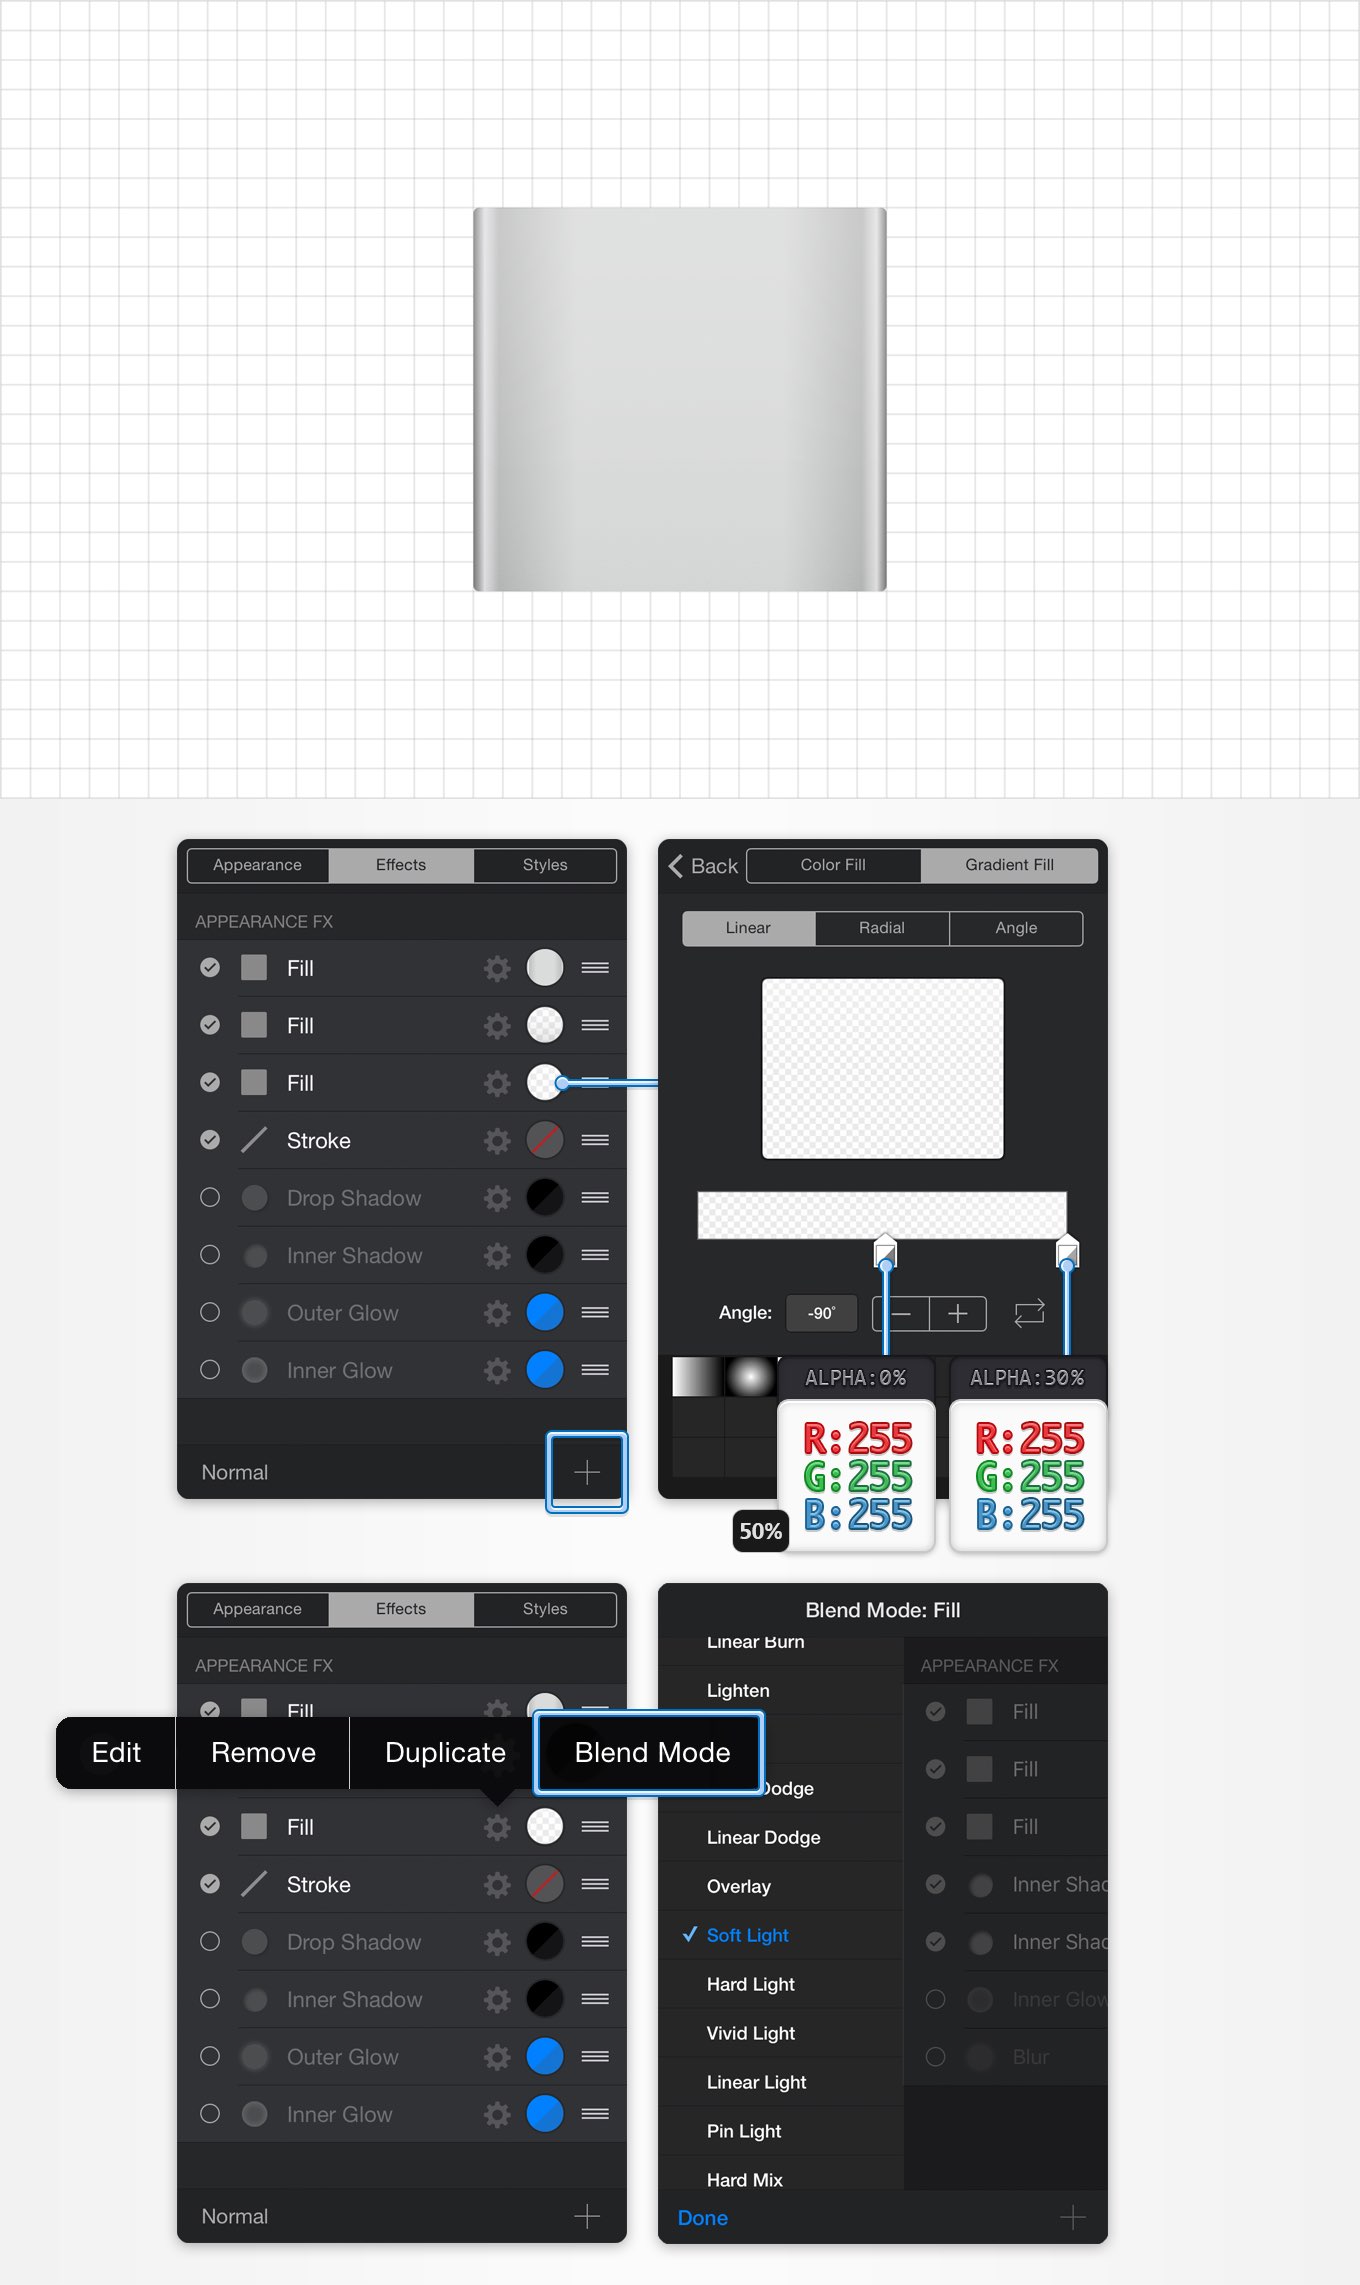 Appearance Effects Styles
APPEARANCE FX
Fill
Fill
Fill
Stroke
Drop Shadow
Inner Shadow
Outer Glow
Inner Glow
Normal
Back Color Fill Gradient Fill
Linear Radial Angle
Angle: -90°
ALPHA:0% ALPHA:30%
R:255 R:255
G:255 G:255
B:255 B:255
50%
Appearance Effects Styles
APPEARANCE FX
Fill
Edit Remove Duplicate Blend Mode
Fill
Stroke
Drop Shadow
Inner Shadow
Outer Glow
Inner Glow
Normal
Blend Mode: Fill
Linear Burn
Lighten
Dodge
Linear Dodge
Overlay
Soft Light
Hard Light
Vivid Light
Linear Light
Pin Light
Hard Mix
Done
APPEARANCE FX
Fill
Fill
Fill
Inner Shad
Inner Shad
Inner Glow
Blur